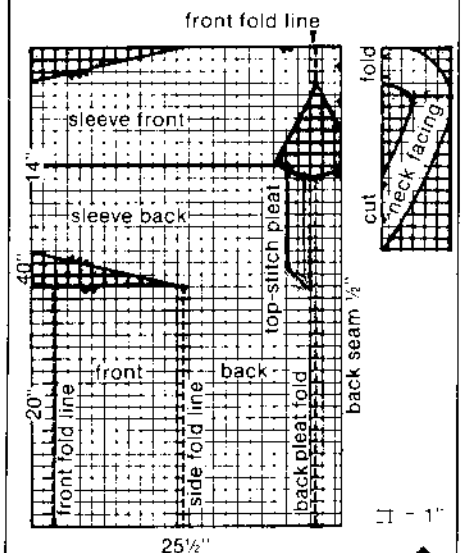 front fold line
sleeve front
14"
sleeve back
40"
top-stitch pleat
fold
cut
neck facing
front
back
20"
front fold line
side fold line
back pleat fold
back seam ½"
25½"
= 1"